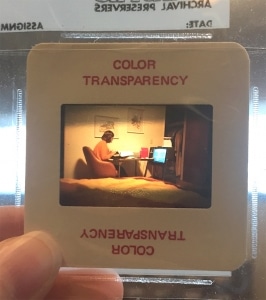 ARCHIVAL PRESERVERS
DATE:
ASSIGNM
COLOR
TRANSPARENCY
COLOR
TRANSPARENCY